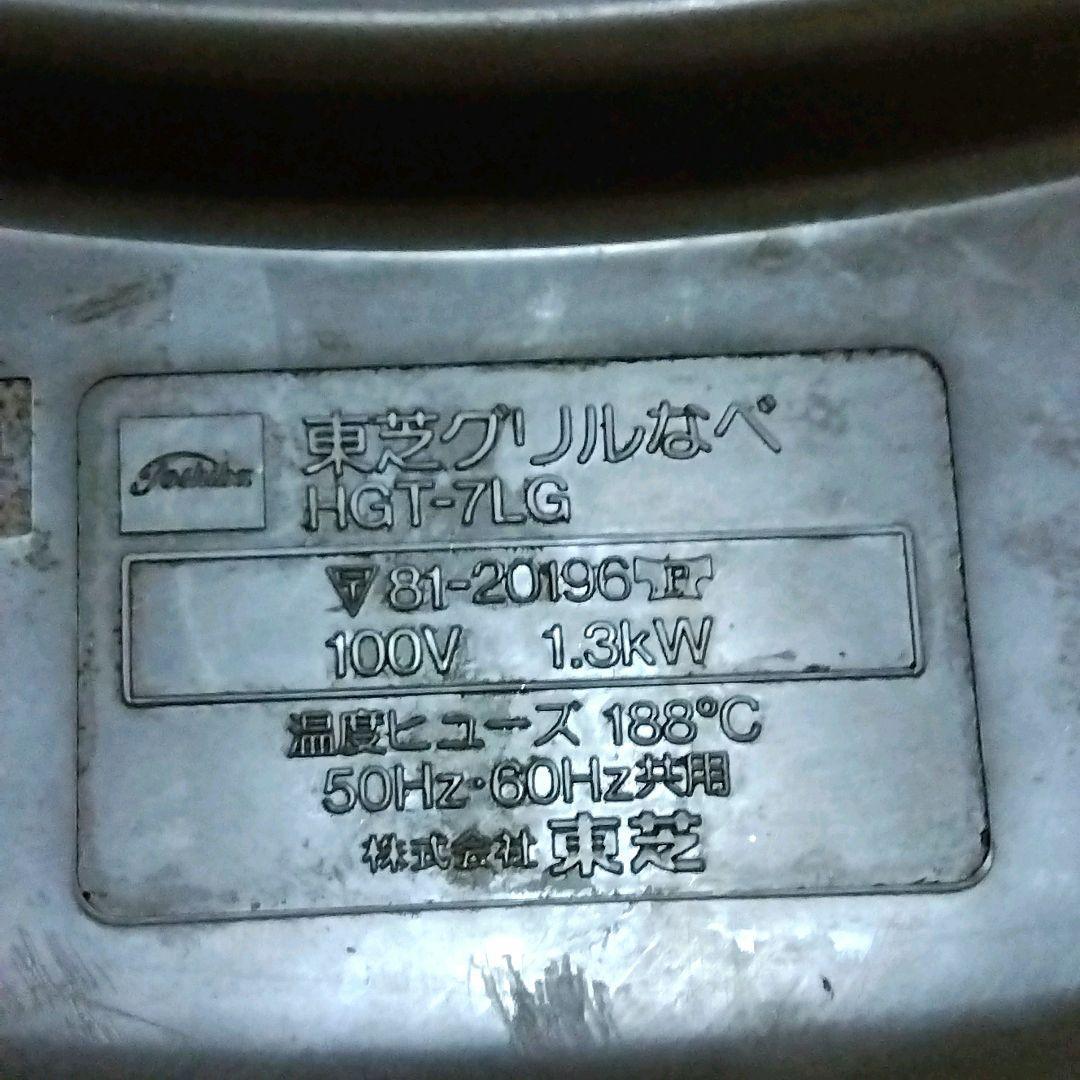 Toshiba
東芝グリルなべ
HGT-7LG
T 81-20196 F
100V 1.3kW
温度ヒューズ 188℃
50Hz・60Hz共用
株式会社 東芝